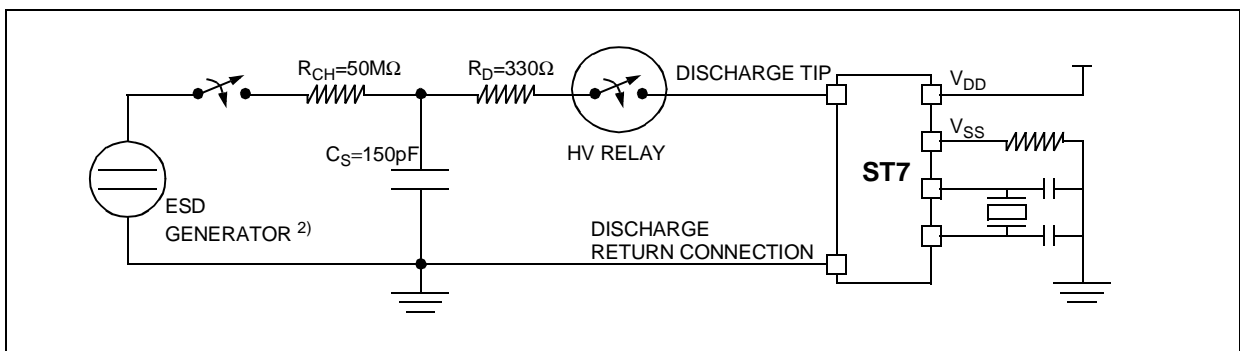 R_CH=50MΩ
R_D=330Ω
DISCHARGE TIP
V_DD
V_SS
C_S=150pF
HV RELAY
ST7
ESD
GENERATOR 2)
DISCHARGE
RETURN CONNECTION